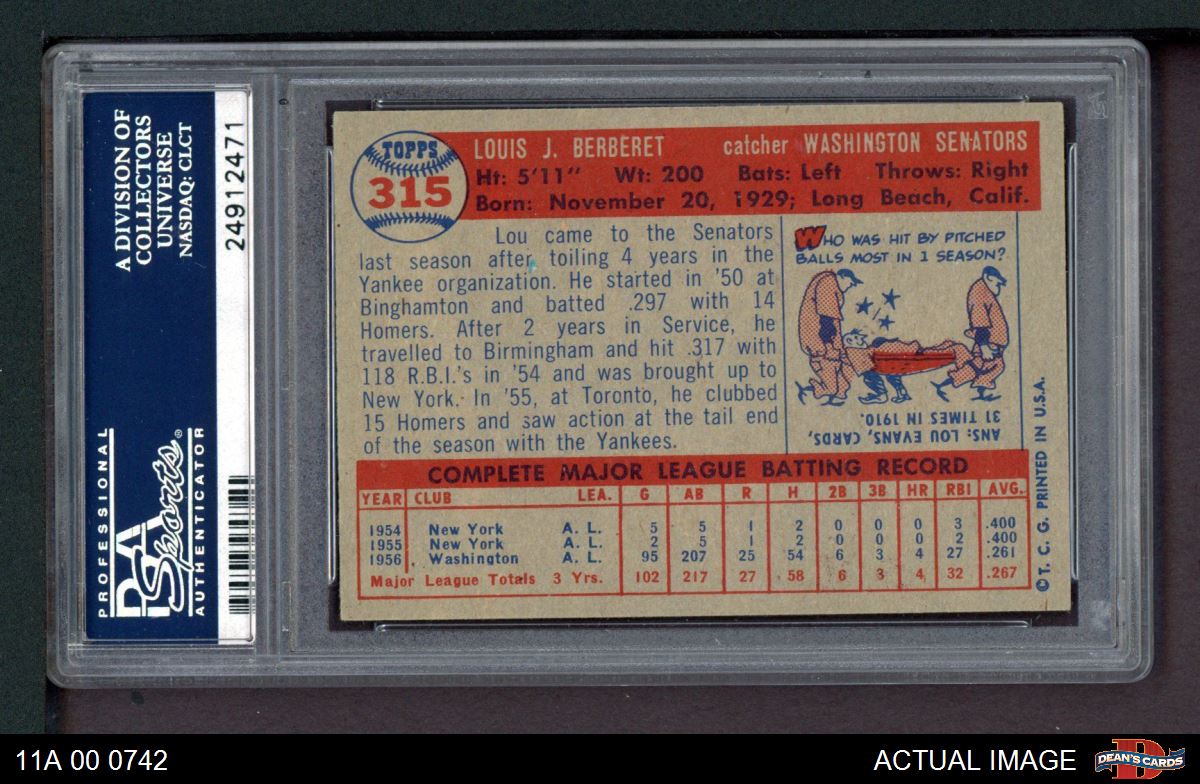 A DIVISION OF
COLLECTORS
UNIVERSE
NASDAQ: CLCT
24912471
PROFESSIONAL
PSA
Sports®
AUTHENTICATOR
TOPPS
315
LOUIS J. BERBERET catcher WASHINGTON SENATORS
Ht: 5'11" Wt: 200 Bats: Left Throws: Right
Born: November 20, 1929; Long Beach, Calif.
Lou came to the Senators
last season after toiling 4 years in the
Yankee organization. He started in '50 at
Binghamton and batted .297 with 14
Homers. After 2 years in Service, he
travelled to Birmingham and hit .317 with
118 R.B.I.'s in '54 and was brought up to
New York. In '55, at Toronto, he clubbed
15 Homers and saw action at the tail end
of the season with the Yankees.
WHO WAS HIT BY PITCHED
BALLS MOST IN 1 SEASON?
ANS: LOU EVANS, CARDS,
31 TIMES IN 1910.
COMPLETE MAJOR LEAGUE BATTING RECORD
YEAR CLUB LEA. G AB R H 2B 3B HR RBI AVG.
1954 New York A. L. 5 5 1 2 0 0 0 3 .400
1955 New York A. L. 2 5 1 2 0 0 0 2 .400
1956 Washington A. L. 95 207 25 54 6 3 4 27 .261
Major League Totals 3 Yrs. 102 217 27 58 6 3 4 32 .267
© T. C. G. PRINTED IN U.S.A.
11A 00 0742
ACTUAL IMAGE
DEAN'S CARDS